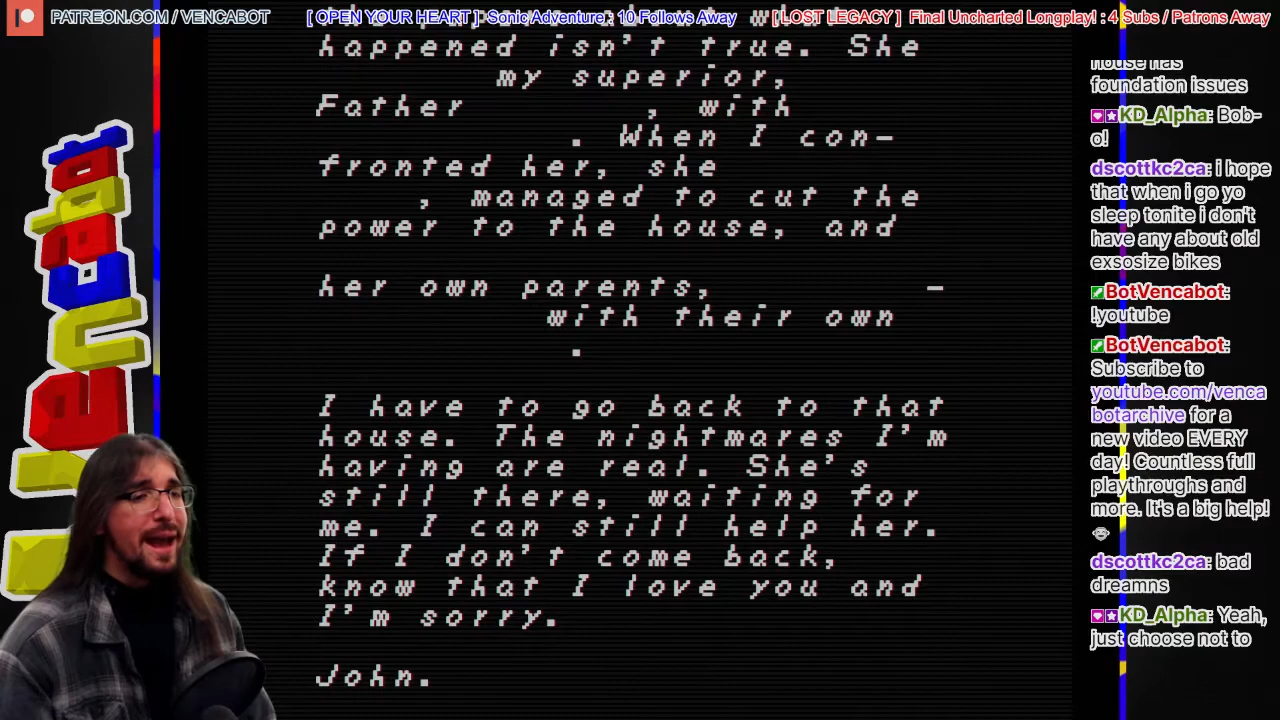 PATREON.COM / VENCABOT
[ OPEN YOUR HEART ] Sonic Adventure : 10 Follows Away
[ LOST LEGACY ] Final Uncharted Longplay! : 4 Subs / Patrons Away
happened isn't true. She
my superior,
Father , with
. When I con-
fronted her, she
, managed to cut the
power to the house, and
her own parents, -
with their own
.
I have to go back to that
house. The nightmares I'm
having are real. She's
still there, waiting for
me. I can still help her.
If I don't come back,
know that I love you and
I'm sorry.
John.
house has
foundation issues
KD_Alpha: Bob-
o!
dscottkc2ca: i hope
that when i go yo
sleep tonite i don't
have any about old
exsosize bikes
BotVencabot:
!youtube
BotVencabot:
Subscribe to
youtube.com/venca
botarchive for a
new video EVERY
day! Countless full
playthroughs and
more. It's a big help!
dscottkc2ca: bad
dreamns
KD_Alpha: Yeah,
just choose not to